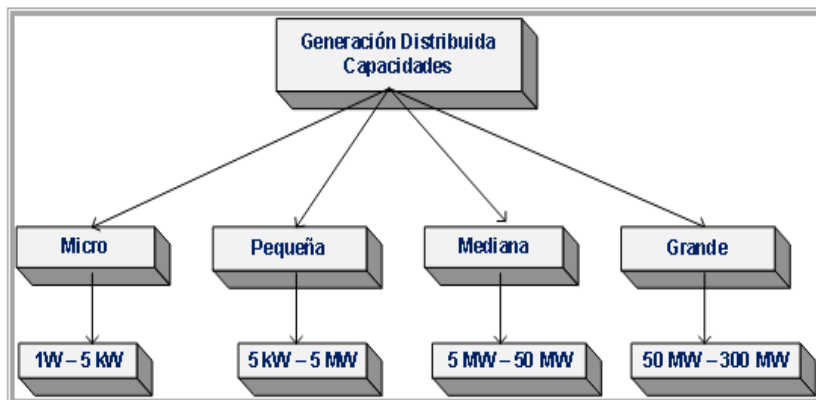 Generación Distribuida
Capacidades
Micro
Pequeña
Mediana
Grande
1W – 5 kW
5 kW – 5 MW
5 MW – 50 MW
50 MW – 300 MW